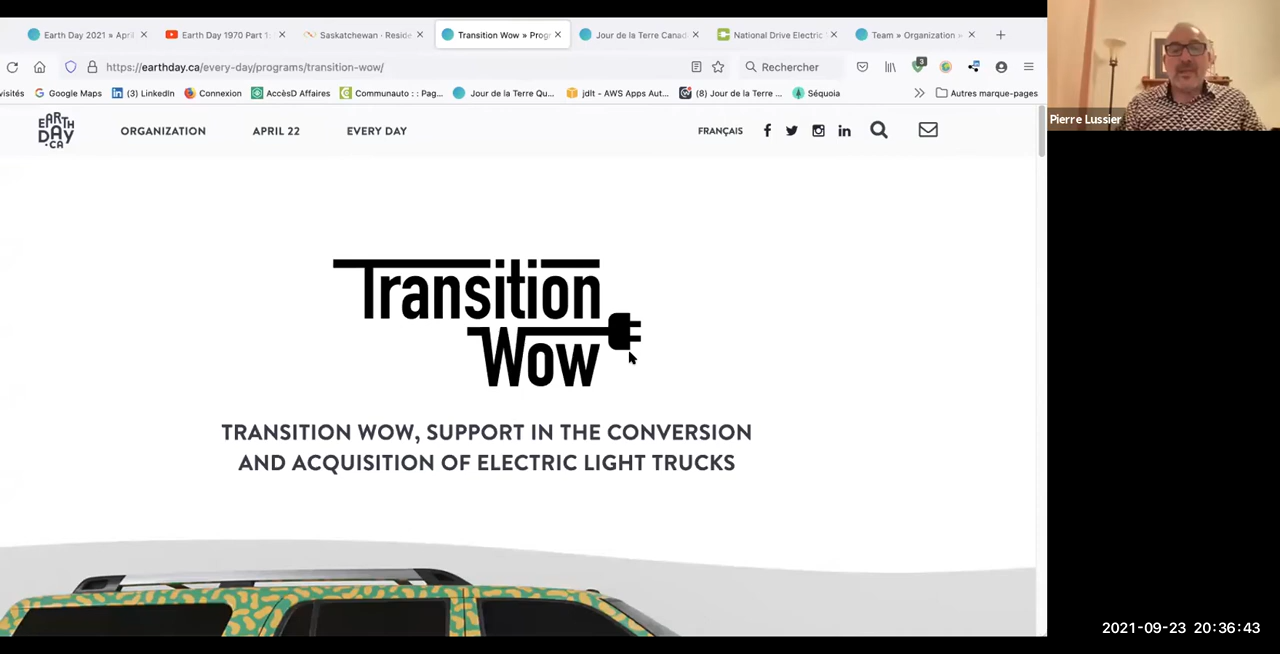 Earth Day 2021 » April
Earth Day 1970 Part 1:
Saskatchewan · Reside
Transition Wow » Prog
Jour de la Terre Canad
National Drive Electric
Team » Organization »
https://earthday.ca/every-day/programs/transition-wow/
Rechercher
3
visités
Google Maps
(3) LinkedIn
Connexion
AccèsD Affaires
Communauto : : Pag...
Jour de la Terre Qu...
jdlt - AWS Apps Aut...
(8) Jour de la Terre ...
Séquoia
Autres marque-pages
EARTH DAY .CA
ORGANIZATION
APRIL 22
EVERY DAY
FRANÇAIS
Pierre Lussier
Transition
Wow
TRANSITION WOW, SUPPORT IN THE CONVERSION
AND ACQUISITION OF ELECTRIC LIGHT TRUCKS
2021-09-23 20:36:43